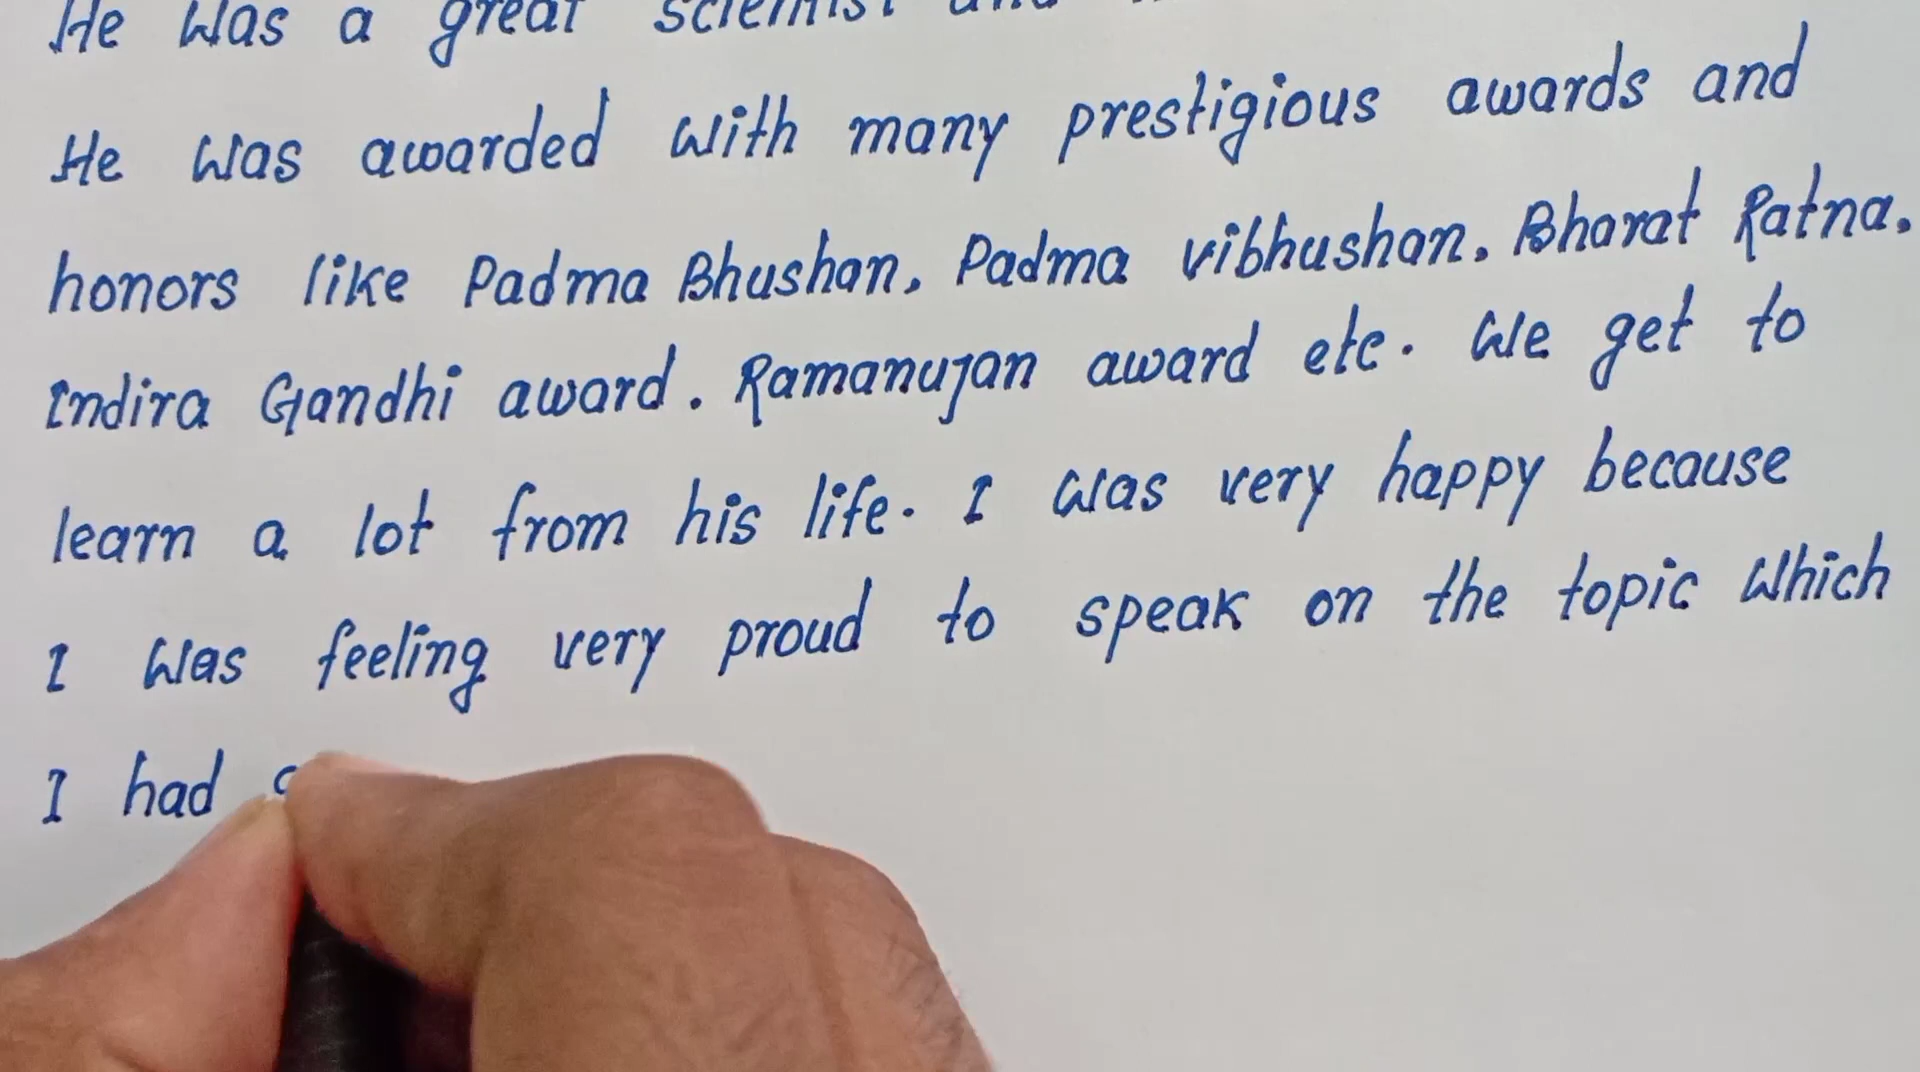 He was a great scientist and
He was awarded with many prestigious awards and
honors like Padma Bhushan, Padma vibhushan. Bharat Ratna.
Indira Gandhi award. Ramanujan award etc. We get to
learn a lot from his life. I was very happy because
I was feeling very proud to speak on the topic which
I had